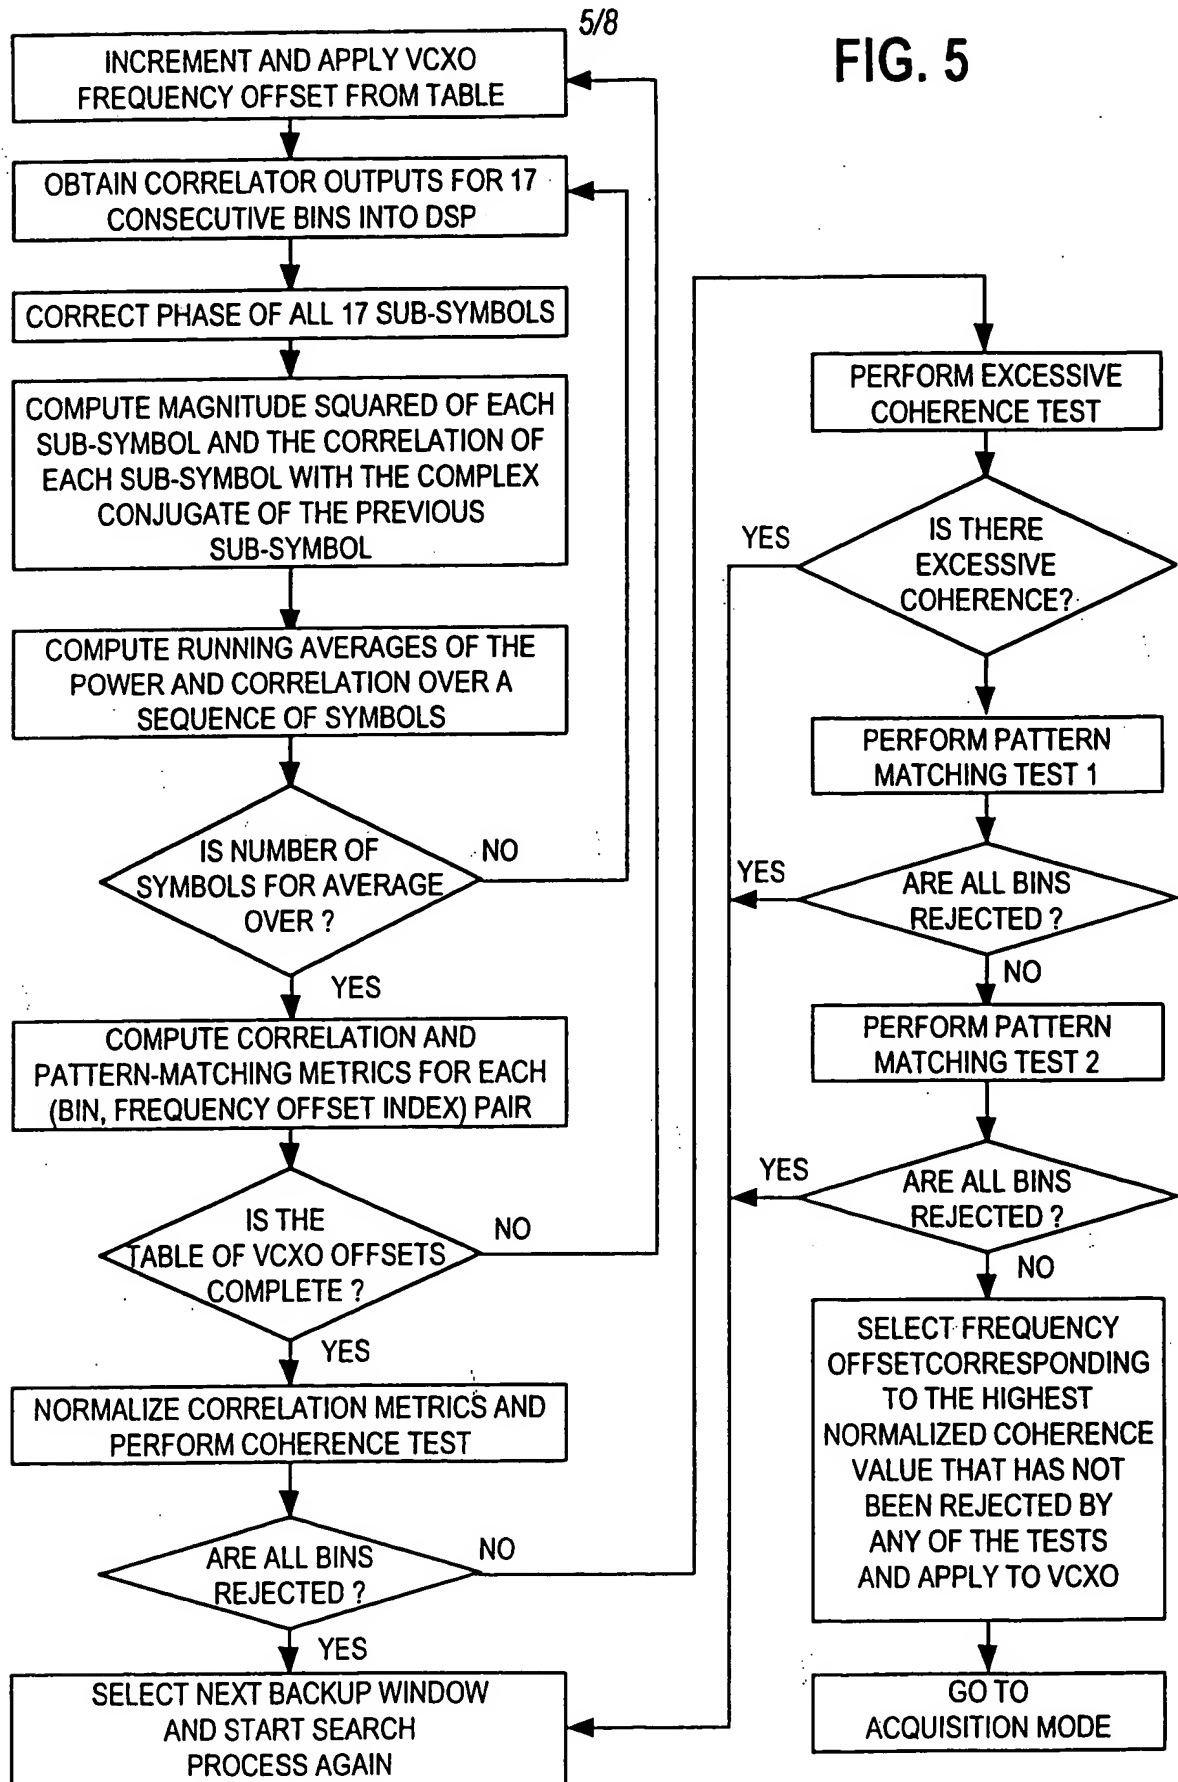 5/8
FIG. 5
INCREMENT AND APPLY VCXO
FREQUENCY OFFSET FROM TABLE
OBTAIN CORRELATOR OUTPUTS FOR 17
CONSECUTIVE BINS INTO DSP
CORRECT PHASE OF ALL 17 SUB-SYMBOLS
COMPUTE MAGNITUDE SQUARED OF EACH
SUB-SYMBOL AND THE CORRELATION OF
EACH SUB-SYMBOL WITH THE COMPLEX
CONJUGATE OF THE PREVIOUS
SUB-SYMBOL
COMPUTE RUNNING AVERAGES OF THE
POWER AND CORRELATION OVER A
SEQUENCE OF SYMBOLS
IS NUMBER OF
SYMBOLS FOR AVERAGE
OVER ?
NO
YES
COMPUTE CORRELATION AND
PATTERN-MATCHING METRICS FOR EACH
(BIN, FREQUENCY OFFSET INDEX) PAIR
IS THE
TABLE OF VCXO OFFSETS
COMPLETE ?
NO
YES
NORMALIZE CORRELATION METRICS AND
PERFORM COHERENCE TEST
ARE ALL BINS
REJECTED ?
NO
YES
SELECT NEXT BACKUP WINDOW
AND START SEARCH
PROCESS AGAIN
PERFORM EXCESSIVE
COHERENCE TEST
IS THERE
EXCESSIVE
COHERENCE?
YES
PERFORM PATTERN
MATCHING TEST 1
ARE ALL BINS
REJECTED ?
YES
NO
PERFORM PATTERN
MATCHING TEST 2
ARE ALL BINS
REJECTED ?
YES
NO
SELECT FREQUENCY
OFFSETCORRESPONDING
TO THE HIGHEST
NORMALIZED COHERENCE
VALUE THAT HAS NOT
BEEN REJECTED BY
ANY OF THE TESTS
AND APPLY TO VCXO
GO TO
ACQUISITION MODE